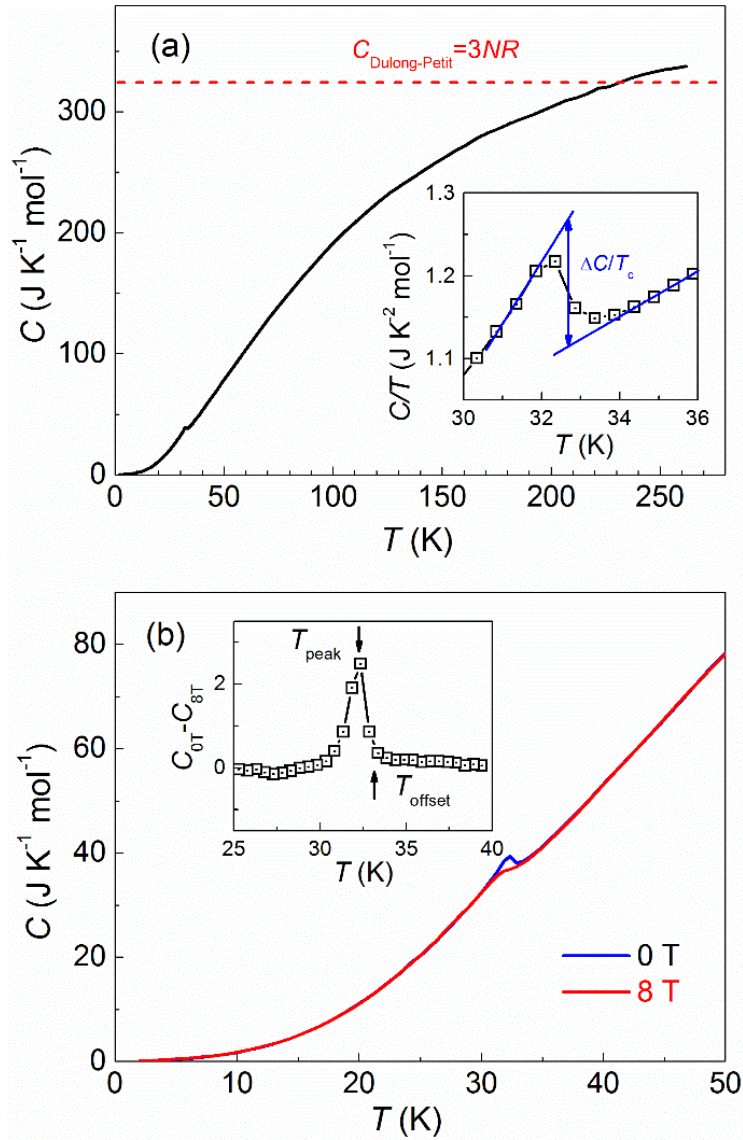 (a)
C_Dulong-Petit=3NR
300
200
100
0
C (J K⁻¹ mol⁻¹)
0 50 100 150 200 250
T (K)
1.3
1.2
1.1
C/T (J K⁻² mol⁻¹)
ΔC/T_c
30 32 34 36
T (K)
(b)
80
60
40
20
0
C (J K⁻¹ mol⁻¹)
T_peak
2
0
C_0T-C_8T
T_offset
25 30 35 40
T (K)
0 T
8 T
0 10 20 30 40 50
T (K)